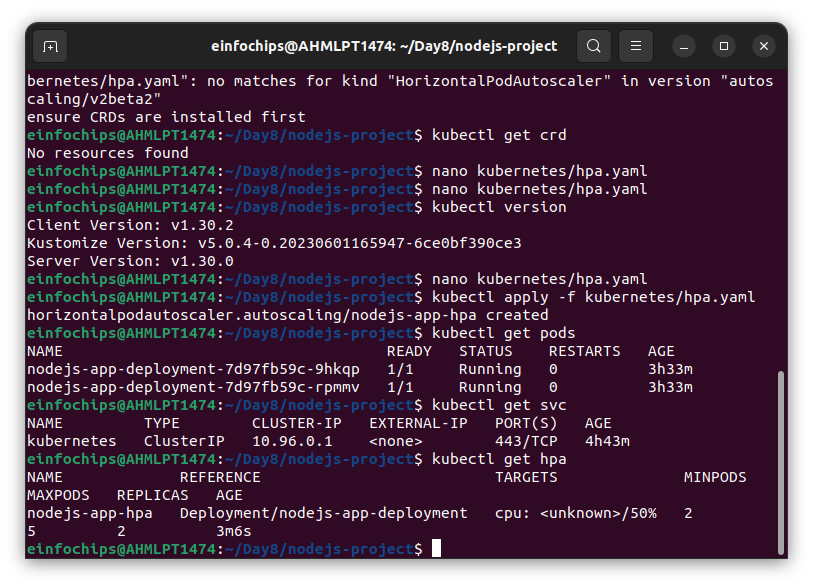 einfochips@AHMLPT1474: ~/Day8/nodejs-project
bernetes/hpa.yaml": no matches for kind "HorizontalPodAutoscaler" in version "autos
caling/v2beta2"
ensure CRDs are installed first
einfochips@AHMLPT1474:~/Day8/nodejs-project$ kubectl get crd
No resources found
einfochips@AHMLPT1474:~/Day8/nodejs-project$ nano kubernetes/hpa.yaml
einfochips@AHMLPT1474:~/Day8/nodejs-project$ nano kubernetes/hpa.yaml
einfochips@AHMLPT1474:~/Day8/nodejs-project$ kubectl version
Client Version: v1.30.2
Kustomize Version: v5.0.4-0.20230601165947-6ce0bf390ce3
Server Version: v1.30.0
einfochips@AHMLPT1474:~/Day8/nodejs-project$ nano kubernetes/hpa.yaml
einfochips@AHMLPT1474:~/Day8/nodejs-project$ kubectl apply -f kubernetes/hpa.yaml
horizontalpodautoscaler.autoscaling/nodejs-app-hpa created
einfochips@AHMLPT1474:~/Day8/nodejs-project$ kubectl get pods
NAME                                    READY   STATUS    RESTARTS   AGE
nodejs-app-deployment-7d97fb59c-9hkqp   1/1     Running   0          3h33m
nodejs-app-deployment-7d97fb59c-rpmmv   1/1     Running   0          3h33m
einfochips@AHMLPT1474:~/Day8/nodejs-project$ kubectl get svc
NAME         TYPE        CLUSTER-IP   EXTERNAL-IP   PORT(S)   AGE
kubernetes   ClusterIP   10.96.0.1    <none>        443/TCP   4h43m
einfochips@AHMLPT1474:~/Day8/nodejs-project$ kubectl get hpa
NAME             REFERENCE                          TARGETS              MINPODS
MAXPODS   REPLICAS   AGE
nodejs-app-hpa   Deployment/nodejs-app-deployment   cpu: <unknown>/50%   2
5         2          3m6s
einfochips@AHMLPT1474:~/Day8/nodejs-project$